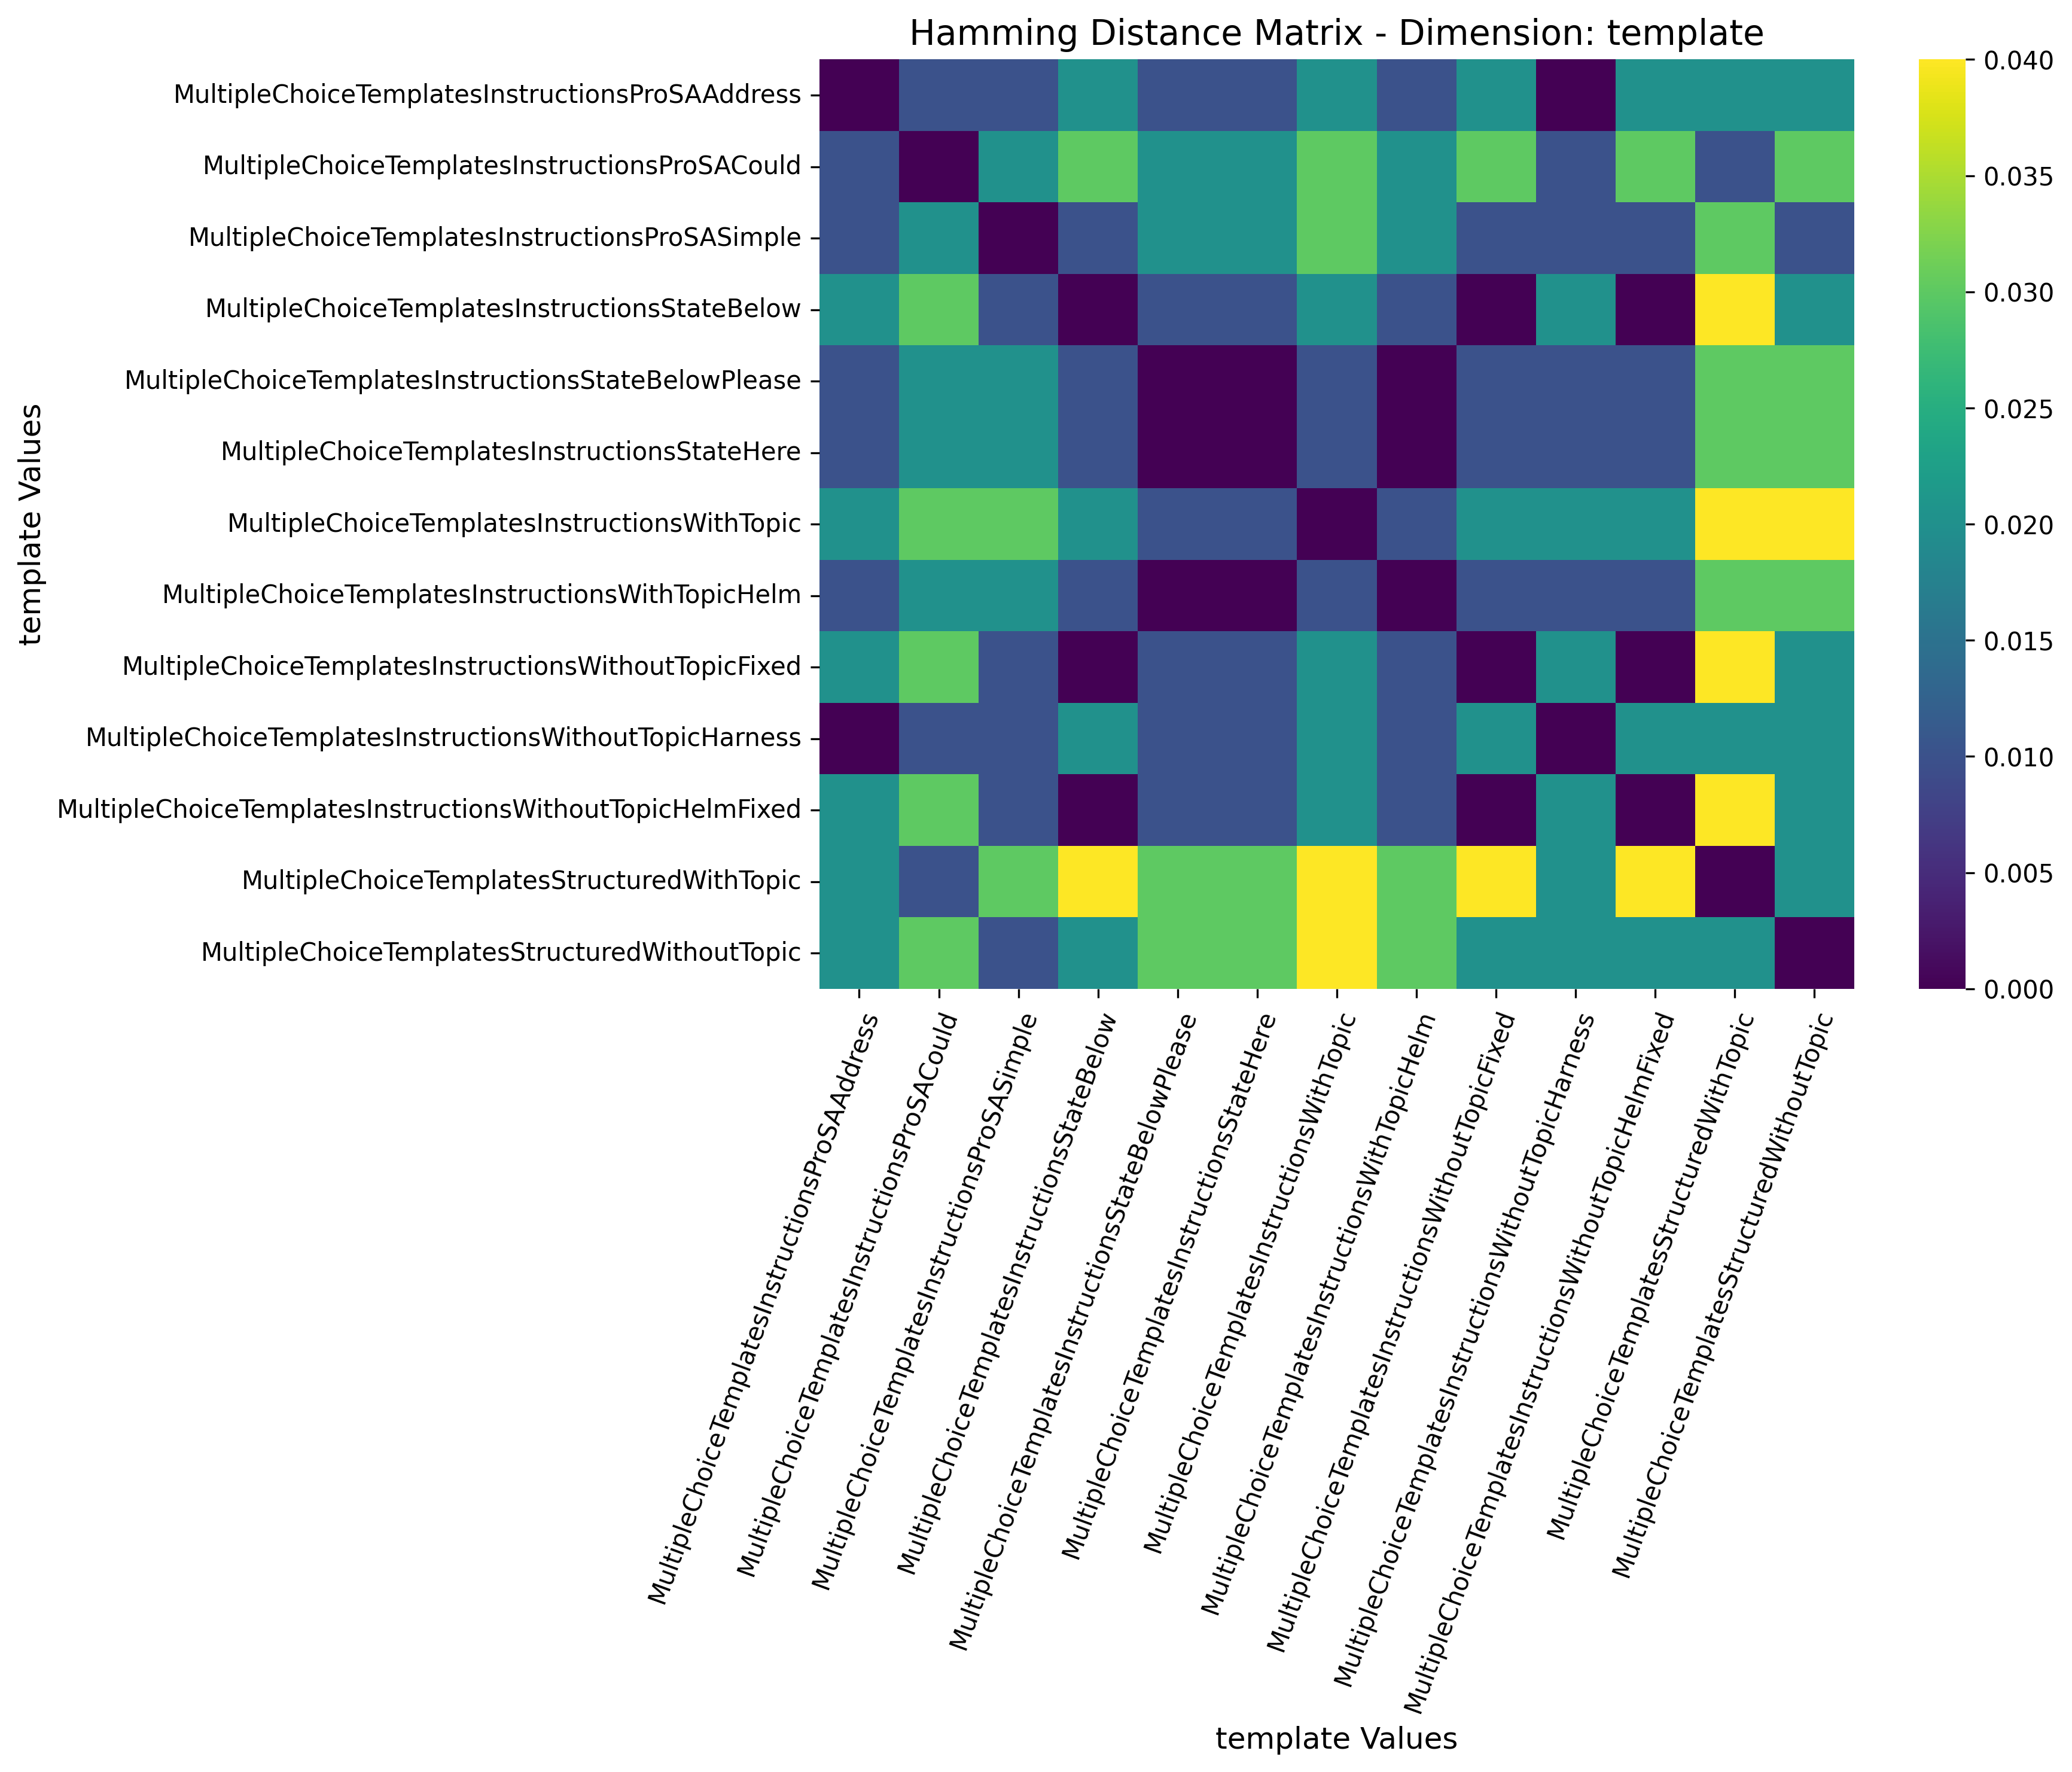 Hamming Distance Matrix - Dimension: template
template Values
MultipleChoiceTemplatesInstructionsProSAAddress
MultipleChoiceTemplatesInstructionsProSACould
MultipleChoiceTemplatesInstructionsProSASimple
MultipleChoiceTemplatesInstructionsStateBelow
MultipleChoiceTemplatesInstructionsStateBelowPlease
MultipleChoiceTemplatesInstructionsStateHere
MultipleChoiceTemplatesInstructionsWithTopic
MultipleChoiceTemplatesInstructionsWithTopicHelm
MultipleChoiceTemplatesInstructionsWithoutTopicFixed
MultipleChoiceTemplatesInstructionsWithoutTopicHarness
MultipleChoiceTemplatesInstructionsWithoutTopicHelmFixed
MultipleChoiceTemplatesStructuredWithTopic
MultipleChoiceTemplatesStructuredWithoutTopic
0.040
0.035
0.030
0.025
0.020
0.015
0.010
0.005
0.000
MultipleChoiceTemplatesInstructionsProSAAddress
MultipleChoiceTemplatesInstructionsProSACould
MultipleChoiceTemplatesInstructionsProSASimple
MultipleChoiceTemplatesInstructionsStateBelow
MultipleChoiceTemplatesInstructionsStateBelowPlease
MultipleChoiceTemplatesInstructionsStateHere
MultipleChoiceTemplatesInstructionsWithTopic
MultipleChoiceTemplatesInstructionsWithTopicHelm
MultipleChoiceTemplatesInstructionsWithoutTopicFixed
MultipleChoiceTemplatesInstructionsWithoutTopicHarness
MultipleChoiceTemplatesInstructionsWithoutTopicHelmFixed
MultipleChoiceTemplatesStructuredWithTopic
MultipleChoiceTemplatesStructuredWithoutTopic
template Values